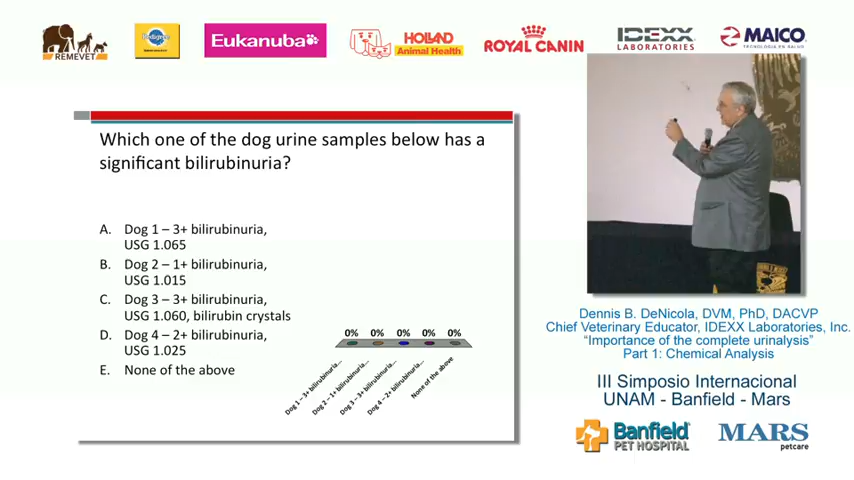 REMEVET
Pedigree
Eukanuba
HOLLAND
Animal Health
ROYAL CANIN
IDEXX
LABORATORIES
MAICO
TECNOLOGÍA EN SALUD
Which one of the dog urine samples below has a
significant bilirubinuria?
A. Dog 1 – 3+ bilirubinuria,
USG 1.065
B. Dog 2 – 1+ bilirubinuria,
USG 1.015
C. Dog 3 – 3+ bilirubinuria,
USG 1.060, bilirubin crystals
D. Dog 4 – 2+ bilirubinuria,
USG 1.025
E. None of the above
0% 0% 0% 0% 0%
Dog 1 – 3+ bilirubinuria...
Dog 2 – 1+ bilirubinuria...
Dog 3 – 3+ bilirubinuria...
Dog 4 – 2+ bilirubinuria...
None of the above
Dennis B. DeNicola, DVM, PhD, DACVP
Chief Veterinary Educator, IDEXX Laboratories, Inc.
“Importance of the complete urinalysis”
Part 1: Chemical Analysis
III Simposio Internacional
UNAM - Banfield - Mars
Banfield
PET HOSPITAL
MARS
petcare